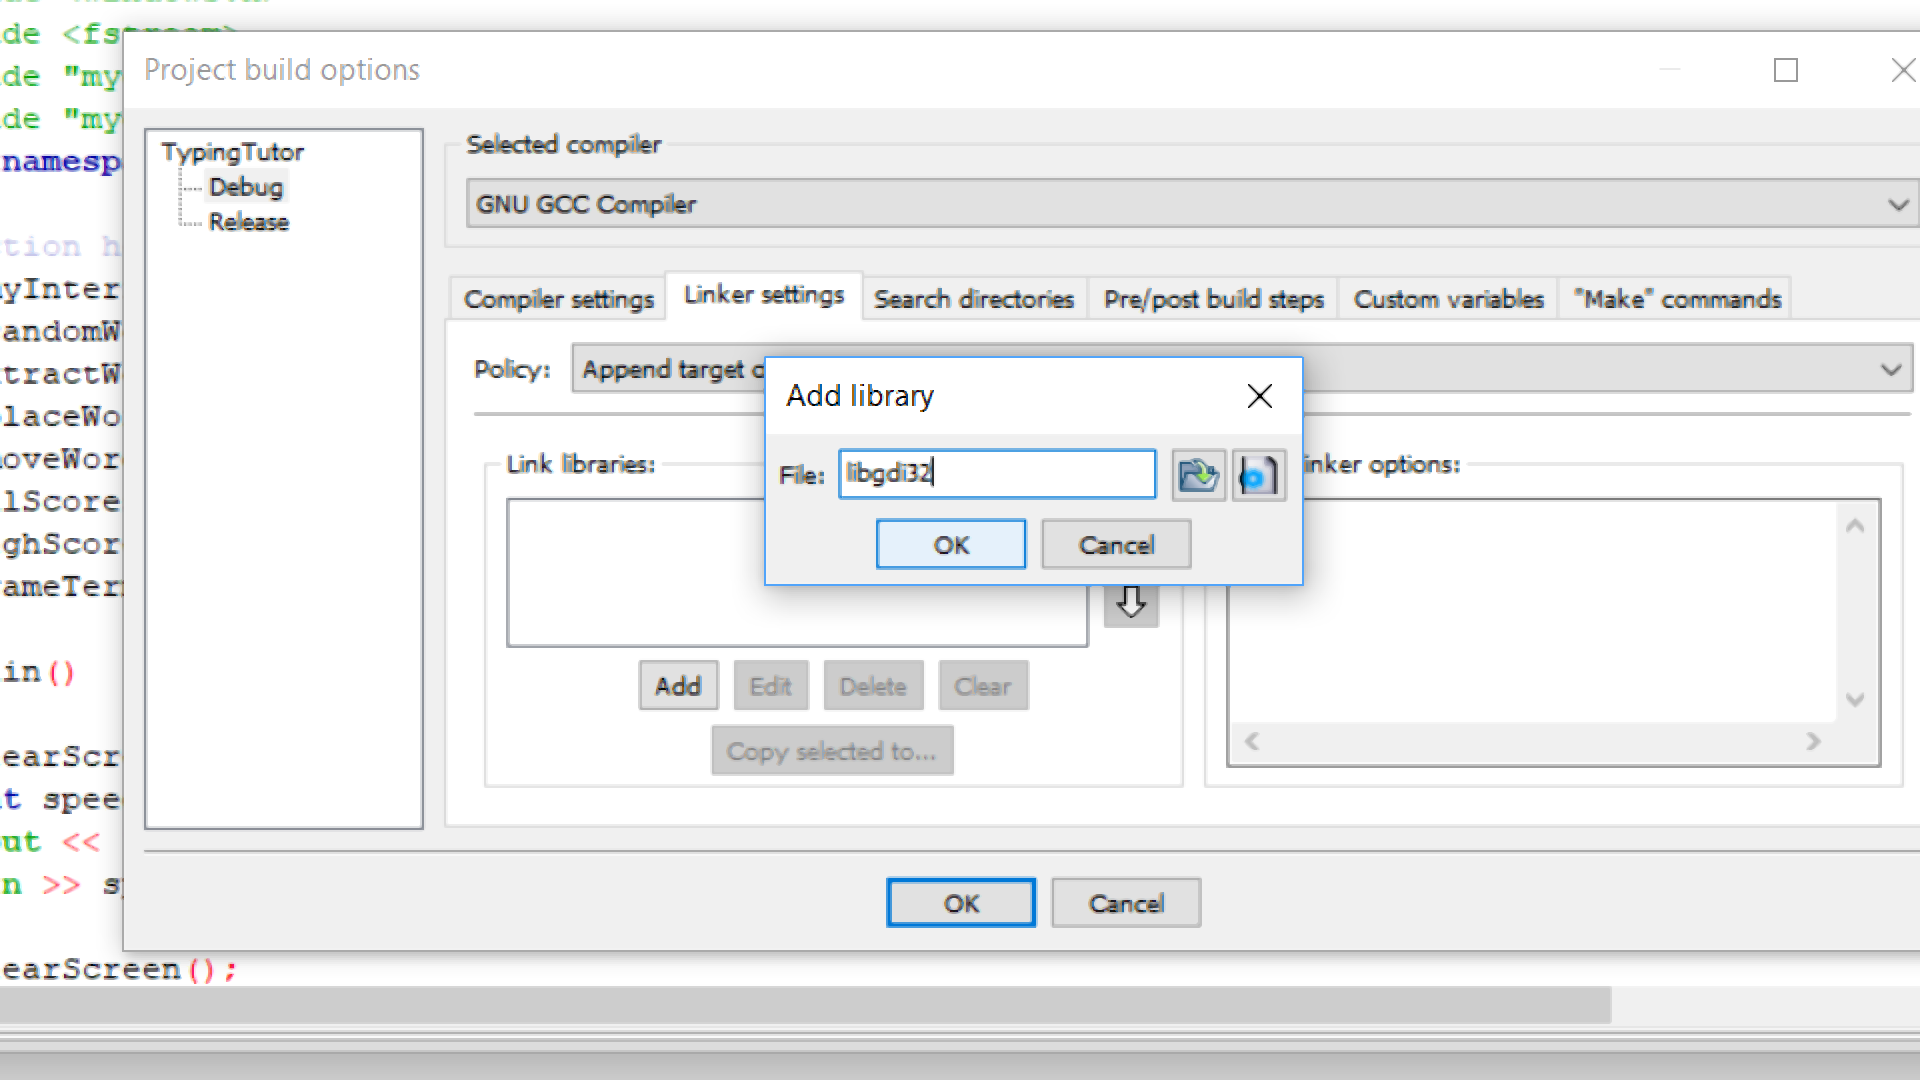 de <fstream>
Project build options
de "my
de "my
namesp
TypingTutor
Debug
Release
Selected compiler
GNU GCC Compiler
tion h
yInter
andomW
tractW
laceWo
oveWor
lScore
ghScor
ameTer
Compiler settings
Linker settings
Search directories
Pre/post build steps
Custom variables
"Make" commands
Policy:
Append target o
Add library
File:
libgdi32
OK
Cancel
Link libraries:
inker options:
Add
Edit
Delete
Clear
Copy selected to...
in()
earScr
t spee
ut <<
n >> s
OK
Cancel
earScreen();